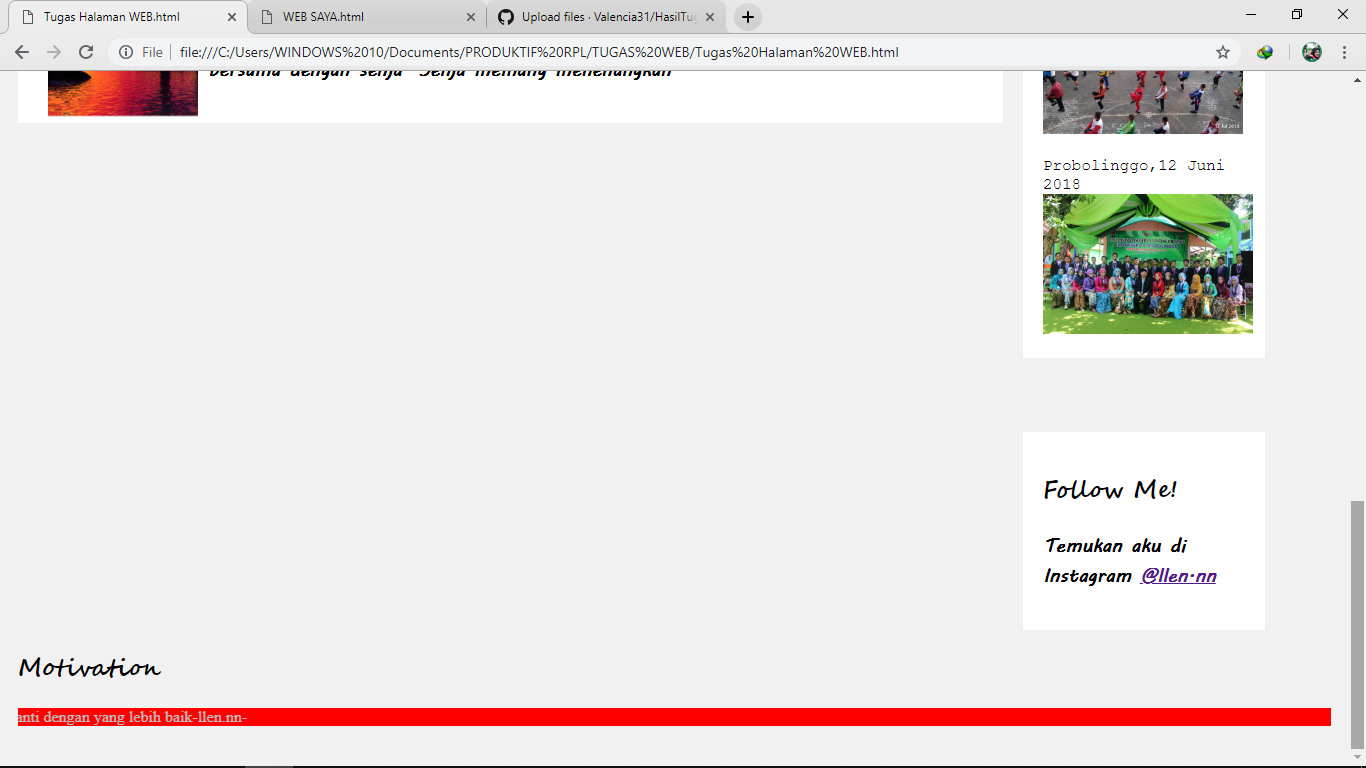 Tugas Halaman WEB.html
WEB SAYA.html
Upload files · Valencia31/HasilTug
File
file:///C:/Users/WINDOWS%2010/Documents/PRODUKTIF%20RPL/TUGAS%20WEB/Tugas%20Halaman%20WEB.html
bersama dengan senja" Senja memang menenangkan
Probolinggo,12 Juni
2018
Follow Me!
Temukan aku di
Instagram @llen.nn
Motivation
anti dengan yang lebih baik-llen.nn-